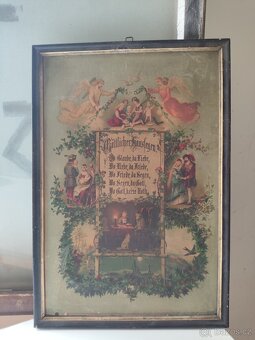 Göttlicher Haussegen.
Wo Glaube, da Liebe,
Wo Liebe, da Friede,
Wo Friede, da Segen,
Wo Segen, da Gott,
Wo Gott, keine Noth.